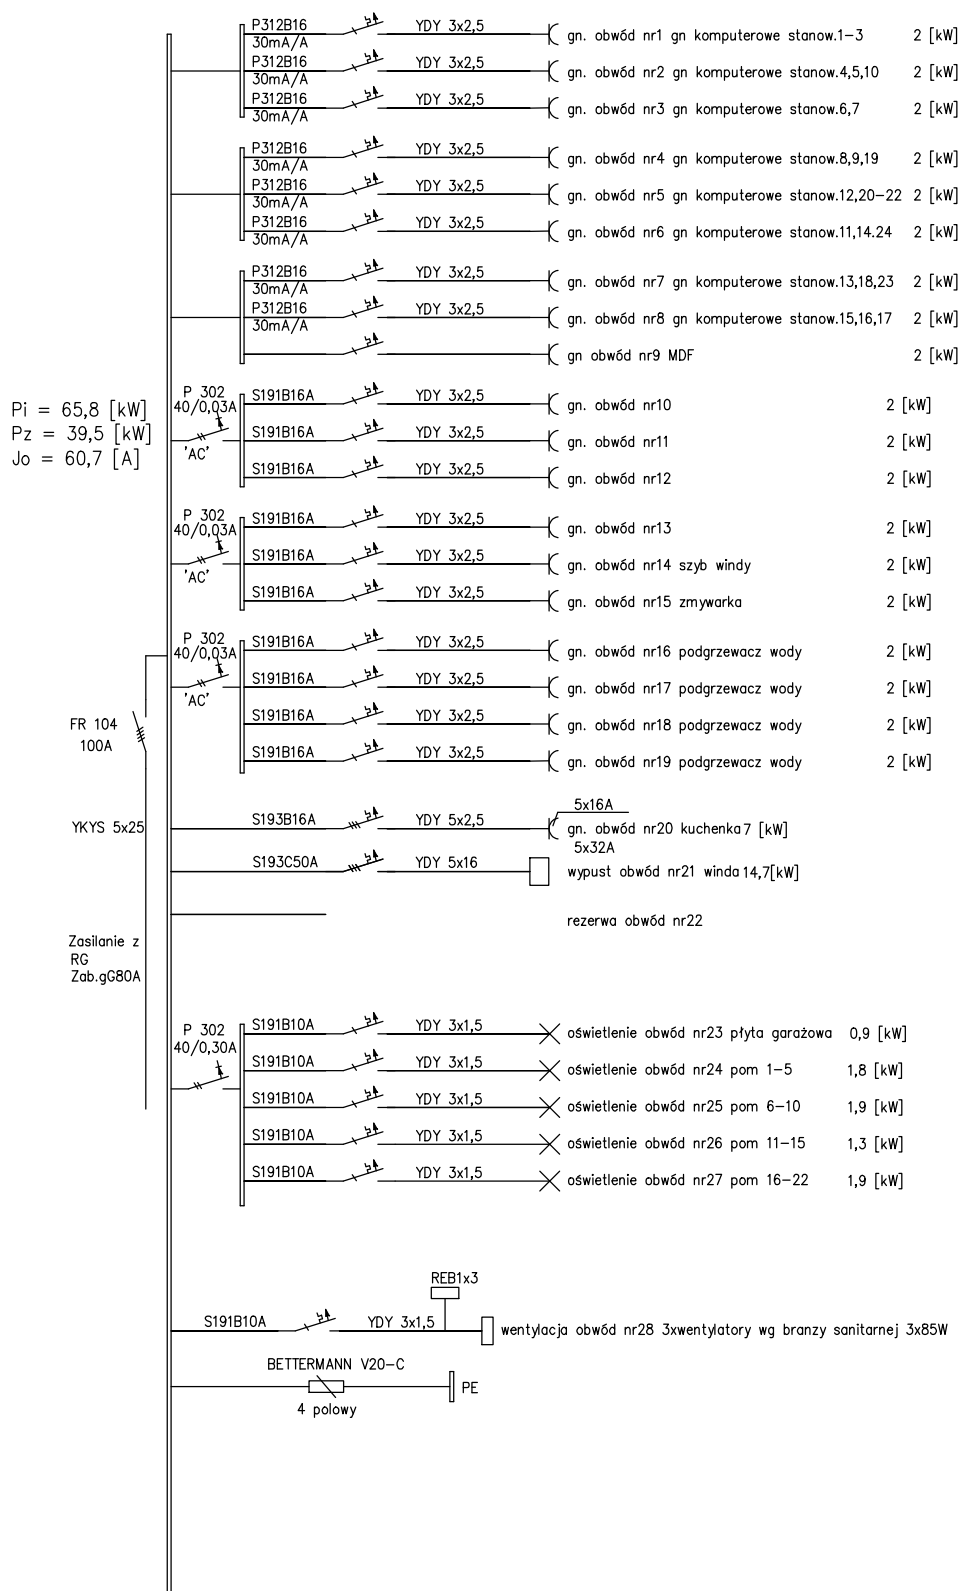 P312B16 YDY 3x2,5 gn. obwód nr1 gn komputerowe stanow.1-3 2 [kW]
30mA/A
P312B16 YDY 3x2,5 gn. obwód nr2 gn komputerowe stanow.4,5,10 2 [kW]
30mA/A
P312B16 YDY 3x2,5 gn. obwód nr3 gn komputerowe stanow.6,7 2 [kW]
30mA/A
P312B16 YDY 3x2,5 gn. obwód nr4 gn komputerowe stanow.8,9,19 2 [kW]
30mA/A
P312B16 YDY 3x2,5 gn. obwód nr5 gn komputerowe stanow.12,20-22 2 [kW]
30mA/A
P312B16 YDY 3x2,5 gn. obwód nr6 gn komputerowe stanow.11,14.24 2 [kW]
30mA/A
P312B16 YDY 3x2,5 gn. obwód nr7 gn komputerowe stanow.13,18,23 2 [kW]
30mA/A
P312B16 YDY 3x2,5 gn. obwód nr8 gn komputerowe stanow.15,16,17 2 [kW]
30mA/A
gn obwód nr9 MDF 2 [kW]
Pi = 65,8 [kW]
Pz = 39,5 [kW]
Jo = 60,7 [A]
P 302
40/0,03A
'AC'
S191B16A YDY 3x2,5 gn. obwód nr10 2 [kW]
S191B16A YDY 3x2,5 gn. obwód nr11 2 [kW]
S191B16A YDY 3x2,5 gn. obwód nr12 2 [kW]
P 302
40/0,03A
'AC'
S191B16A YDY 3x2,5 gn. obwód nr13 2 [kW]
S191B16A YDY 3x2,5 gn. obwód nr14 szyb windy 2 [kW]
S191B16A YDY 3x2,5 gn. obwód nr15 zmywarka 2 [kW]
P 302
40/0,03A
'AC'
S191B16A YDY 3x2,5 gn. obwód nr16 podgrzewacz wody 2 [kW]
S191B16A YDY 3x2,5 gn. obwód nr17 podgrzewacz wody 2 [kW]
S191B16A YDY 3x2,5 gn. obwód nr18 podgrzewacz wody 2 [kW]
S191B16A YDY 3x2,5 gn. obwód nr19 podgrzewacz wody 2 [kW]
FR 104
100A
YKYS 5x25
5x16A
S193B16A YDY 5x2,5 gn. obwód nr20 kuchenka 7 [kW]
5x32A
S193C50A YDY 5x16 wypust obwód nr21 winda 14,7[kW]
rezerwa obwód nr22
Zasilanie z
RG
Zab.gG80A
P 302
40/0,30A
S191B10A YDY 3x1,5 oświetlenie obwód nr23 płyta garażowa 0,9 [kW]
S191B10A YDY 3x1,5 oświetlenie obwód nr24 pom 1-5 1,8 [kW]
S191B10A YDY 3x1,5 oświetlenie obwód nr25 pom 6-10 1,9 [kW]
S191B10A YDY 3x1,5 oświetlenie obwód nr26 pom 11-15 1,3 [kW]
S191B10A YDY 3x1,5 oświetlenie obwód nr27 pom 16-22 1,9 [kW]
REB1x3
S191B10A YDY 3x1,5 wentylacja obwód nr28 3xwentylatory wg branzy sanitarnej 3x85W
BETTERMANN V20-C
PE
4 polowy